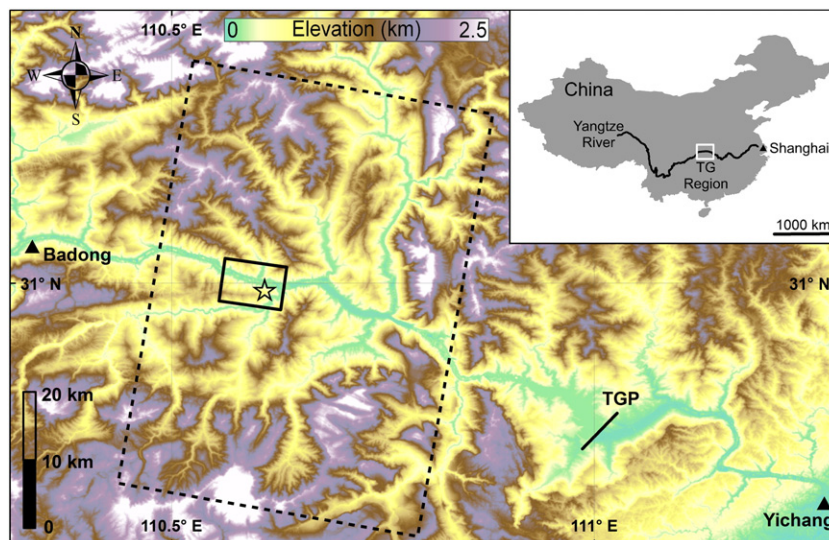 110.5° E
0 Elevation (km) 2.5
N
W E
S
China
Yangtze
River
Shanghai
TG
Region
1000 km
Badong
31° N
31° N
20 km
10 km
TGP
110.5° E
111° E
Yichang